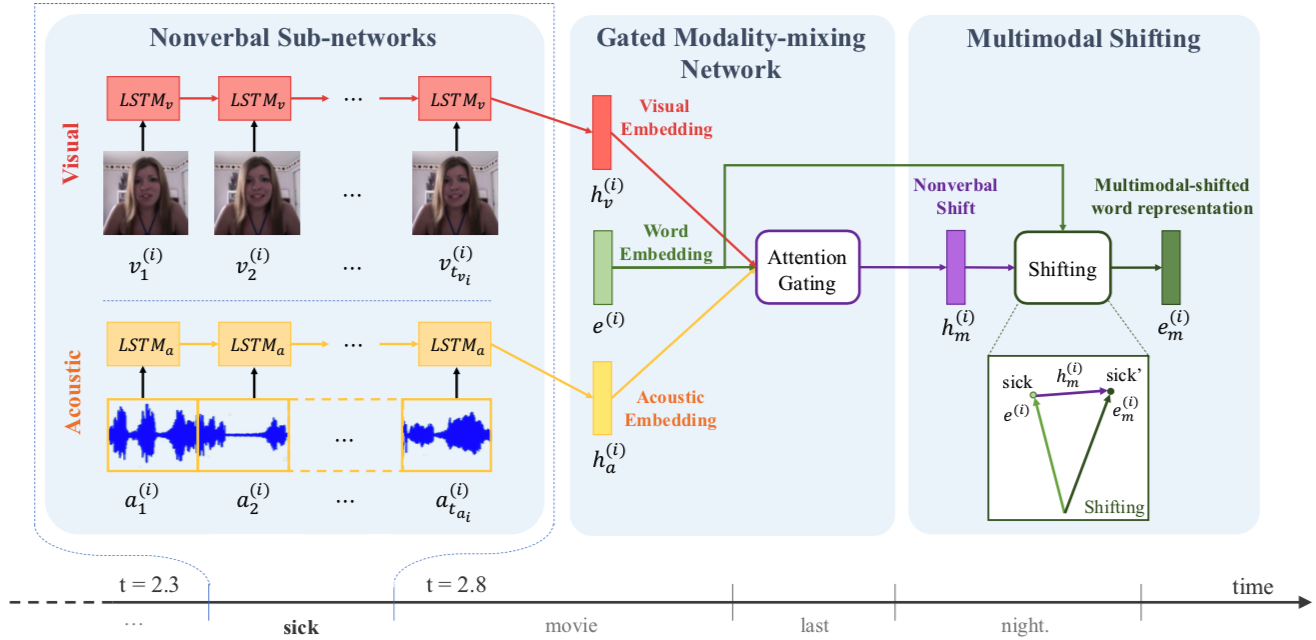 Nonverbal Sub-networks
Visual
LSTM_v
LSTM_v
...
LSTM_v
v_1^{(i)}
v_2^{(i)}
...
...
v_{t_{v_i}}^{(i)}
Acoustic
LSTM_a
LSTM_a
...
LSTM_a
...
a_1^{(i)}
a_2^{(i)}
...
a_{t_{a_i}}^{(i)}
Gated Modality-mixing
Network
Visual
Embedding
h_v^{(i)}
Word
Embedding
e^{(i)}
Acoustic
Embedding
h_a^{(i)}
Attention
Gating
Multimodal Shifting
Nonverbal
Shift
h_m^{(i)}
Shifting
Multimodal-shifted
word representation
e_m^{(i)}
sick
h_m^{(i)}
sick’
e^{(i)}
e_m^{(i)}
Shifting
t = 2.3
t = 2.8
time
...
sick
movie
last
night.